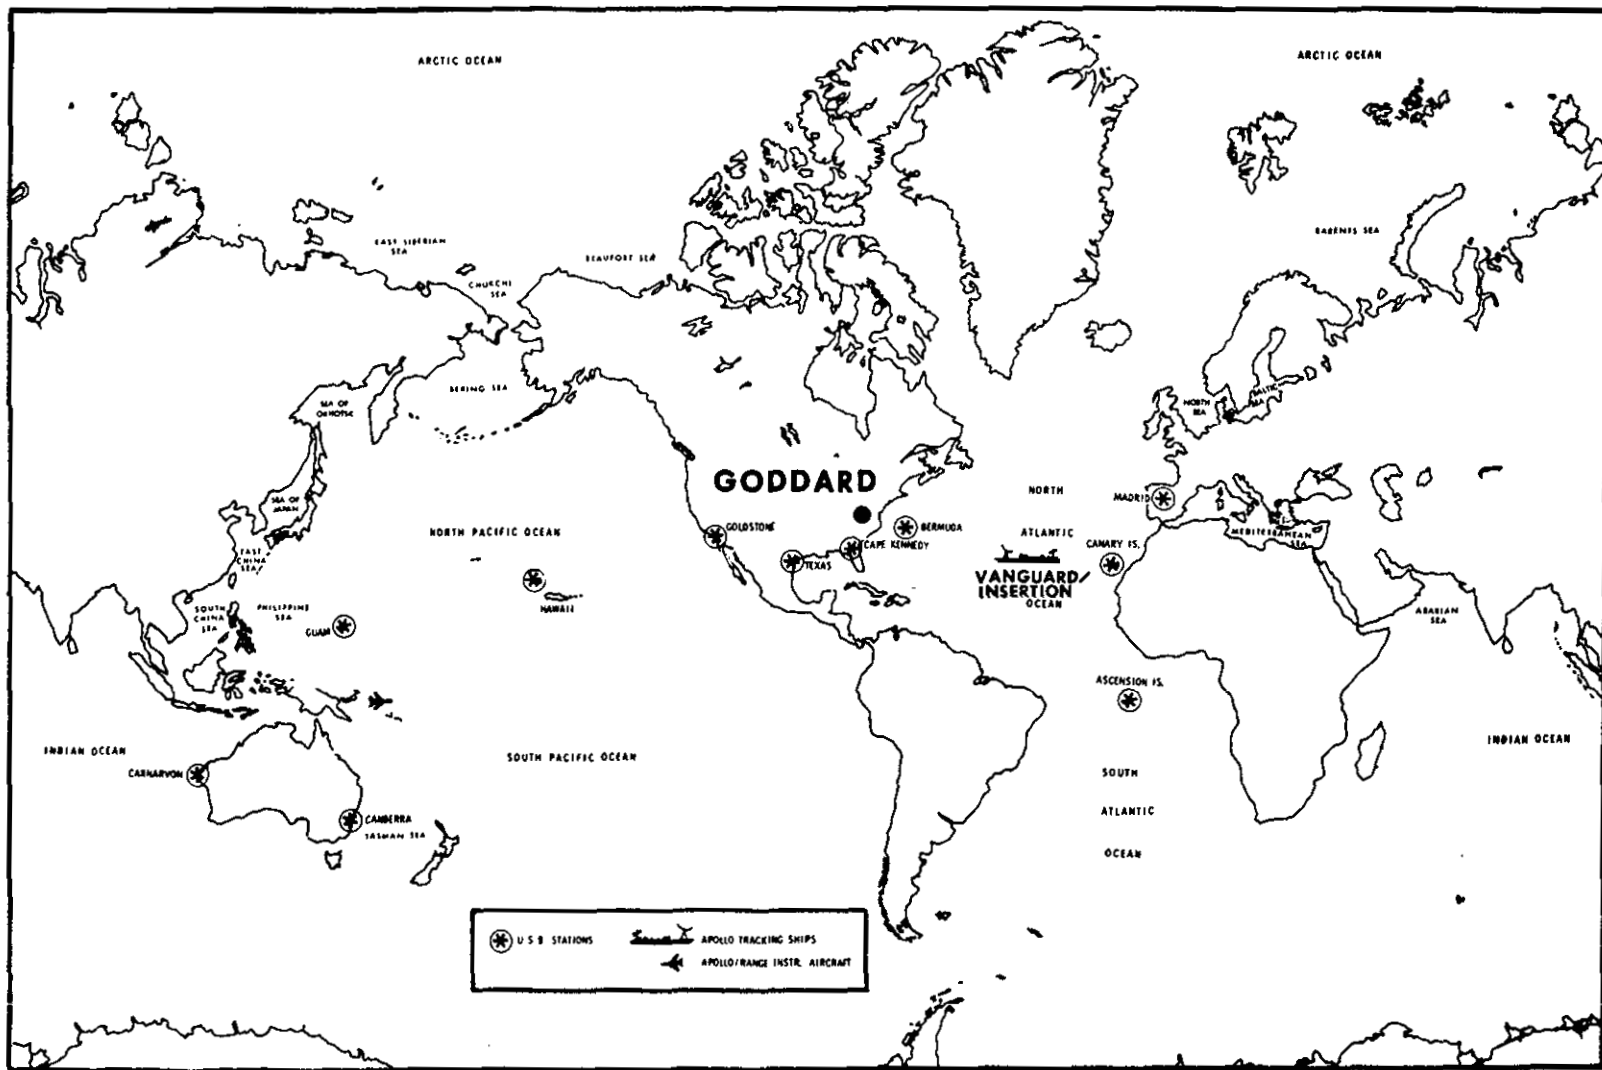 ARCTIC OCEAN
ARCTIC OCEAN
EAST SIBERIAN
SEA
BEAUFORT SEA
BARENTS SEA
CHUKCHI
SEA
BERING SEA
SEA OF
OKHOTSK
NORTH
SEA
BALTIC
SEA
GODDARD
NORTH
MADRID
SEA OF
JAPAN
GOLDSTONE
BERMUDA
NORTH PACIFIC OCEAN
ATLANTIC
MEDITERRANEAN
SEA
CAPE KENNEDY
CANARY IS.
EAST
CHINA
SEA
TEXAS
VANGUARD/
INSERTION
OCEAN
HAWAII
SOUTH
CHINA
SEA
PHILIPPINE
SEA
GUAM
ARABIAN
SEA
ASCENSION IS.
INDIAN OCEAN
SOUTH PACIFIC OCEAN
INDIAN OCEAN
CARNARVON
SOUTH
ATLANTIC
OCEAN
CANBERRA
TASMAN SEA
U S B STATIONS
APOLLO TRACKING SHIPS
APOLLO/RANGE INSTR. AIRCRAFT